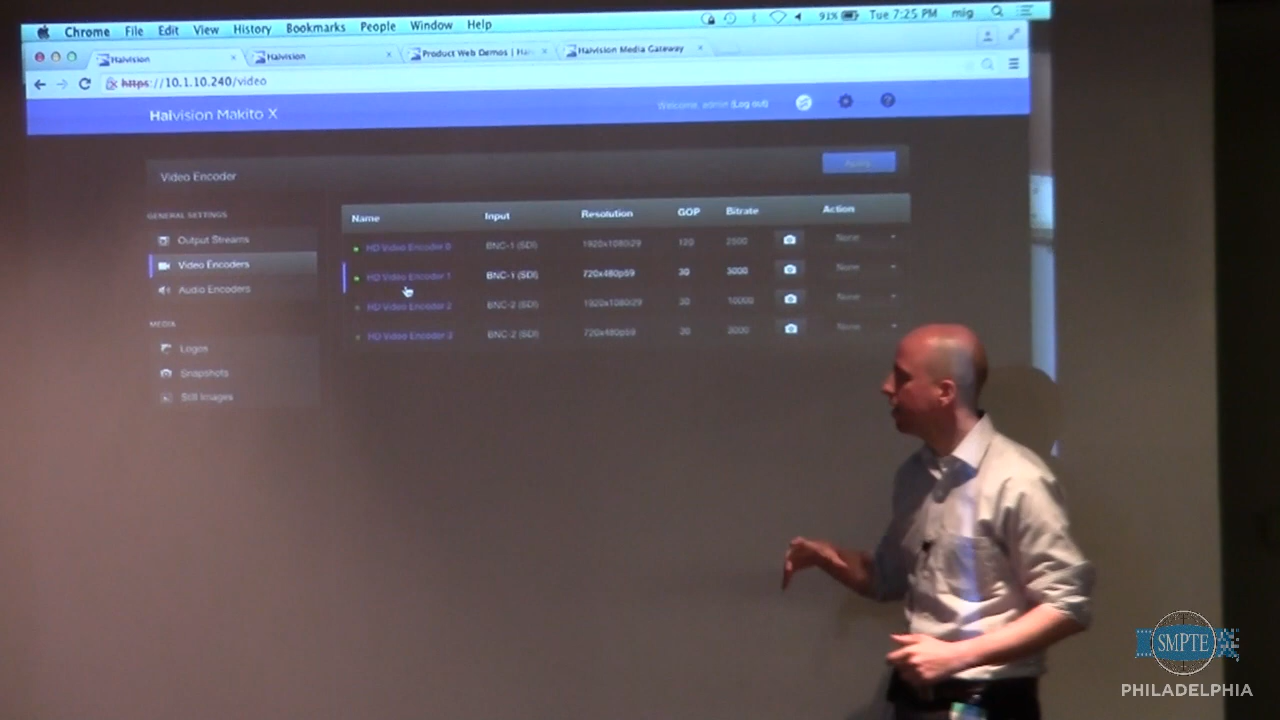 Chrome File Edit View History Bookmarks People Window Help 91% Tue 7:25 PM mig
Haivision Haivision Product Web Demos | Hai Haivision Media Gateway
https://10.1.10.240/video
Haivision Makito X Welcome, admin (Log out)
Video Encoder Apply
GENERAL SETTINGS
Output Streams
Video Encoders
Audio Encoders
MEDIA
Logos
Snapshots
Still Images
Name Input Resolution GOP Bitrate Action
HD Video Encoder 0 BNC-1 (SDI) 1920x1080i29 120 2500 None
HD Video Encoder 1 BNC-1 (SDI) 720x480p59 30 3000 None
HD Video Encoder 2 BNC-2 (SDI) 1920x1080i29 30 10000 None
HD Video Encoder 3 BNC-2 (SDI) 720x480p59 30 3000 None
SMPTE
PHILADELPHIA